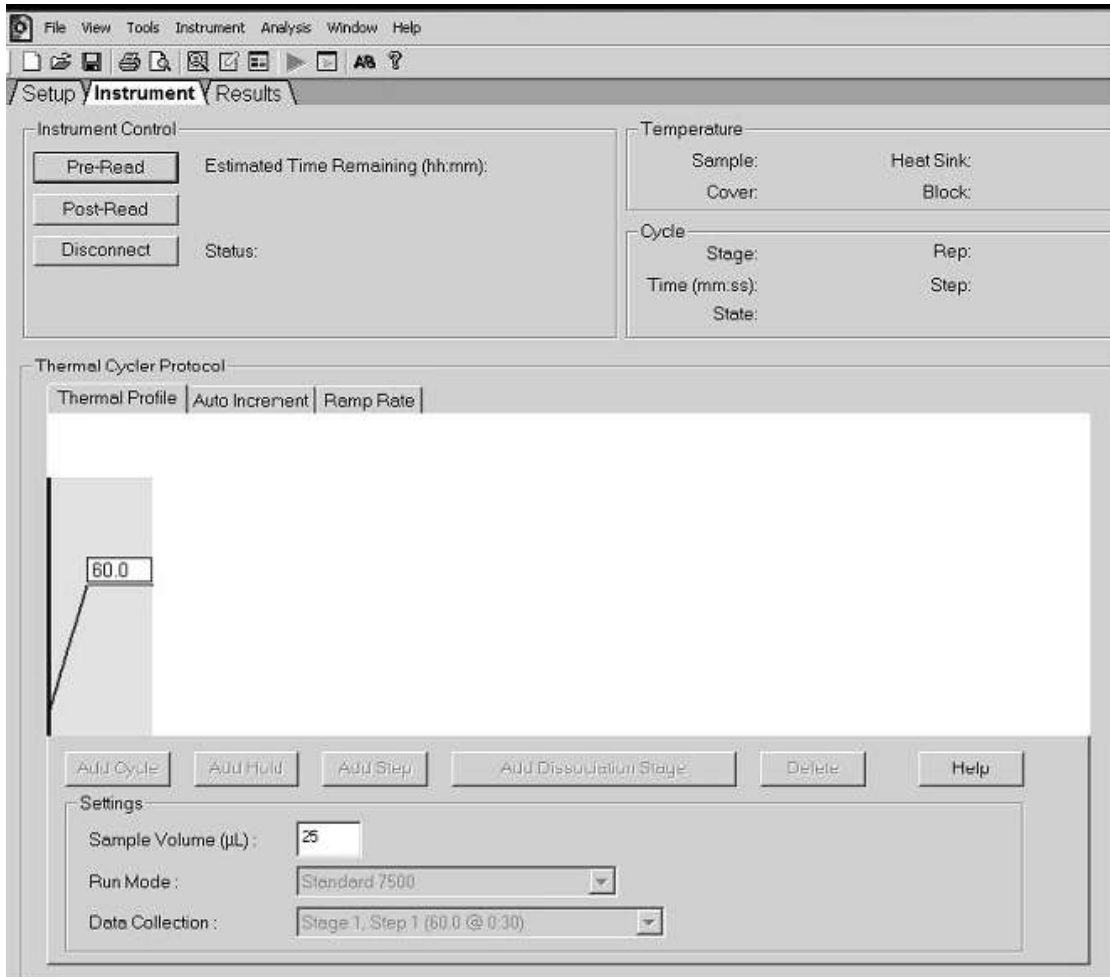 File View Tools Instrument Analysis Window Help
Setup Instrument Results
Instrument Control
Pre-Read Estimated Time Remaining (hh:mm):
Post-Read
Disconnect Status:
Temperature
Sample: Heat Sink:
Cover: Block:
Cycle
Stage: Rep:
Time (mm:ss): Step:
State:
Thermal Cycler Protocol
Thermal Profile Auto Increment Ramp Rate
60.0
Add Cycle Add Hold Add Step Add Dissociation Stage Delete Help
Settings
Sample Volume (µL) : 25
Run Mode : Standard 7500
Data Collection : Stage 1, Step 1 (60.0 @ 0:30)